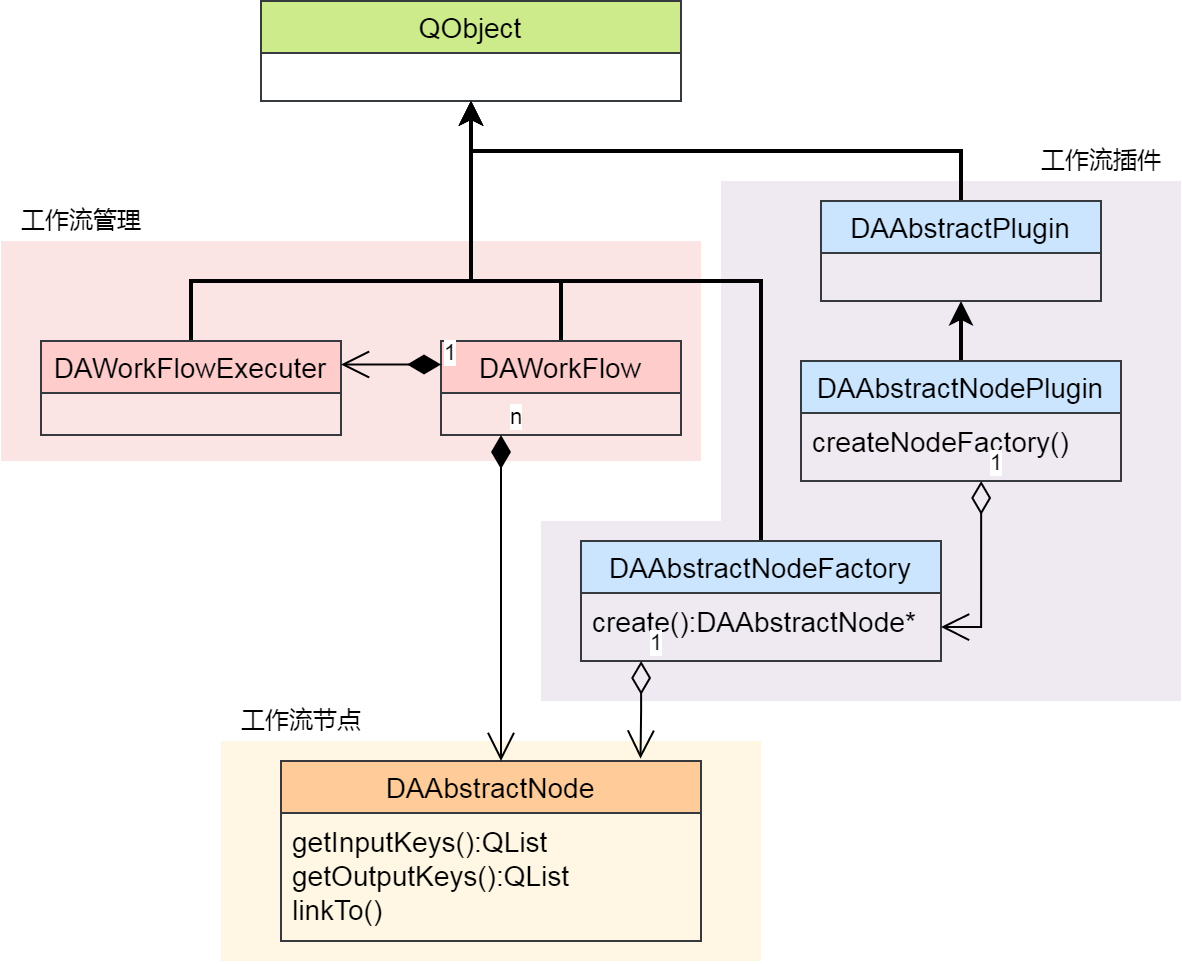 QObject
工作流插件
工作流管理
DAAbstractPlugin
DAWorkFlowExecuter
1
DAWorkFlow
n
DAAbstractNodePlugin
createNodeFactory()
1
DAAbstractNodeFactory
create():DAAbstractNode*
1
工作流节点
DAAbstractNode
getInputKeys():QList
getOutputKeys():QList
linkTo()